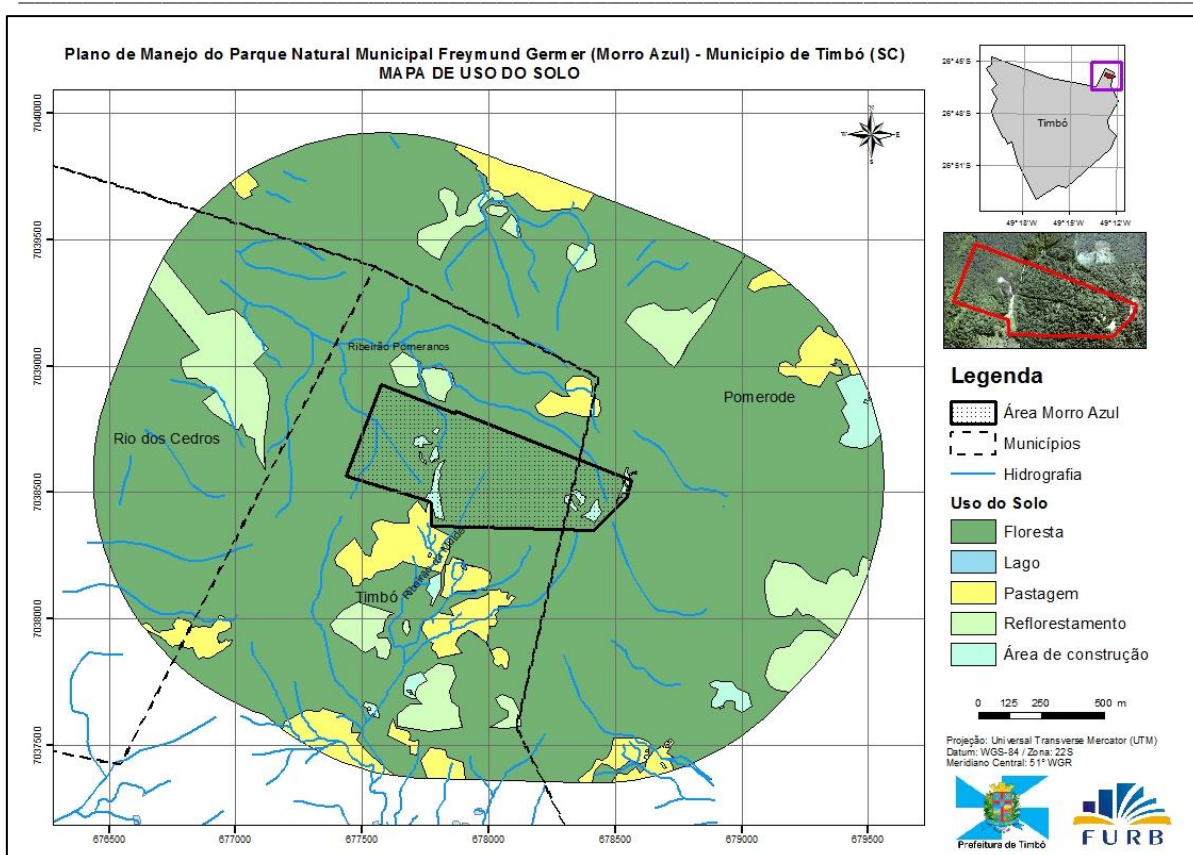 Plano de Manejo do Parque Natural Municipal Freymund Germer (Morro Azul) - Município de Timbó (SC)
MAPA DE USO DO SOLO
7040000
7039500
7039000
7038500
7038000
7037500
676500
677000
677500
678000
678500
679000
679500
N
W
E
S
Ribeirão Pomeranos
Pomerode
Rio dos Cedros
Timbó
26°45'S
26°48'S
26°51'S
Timbó
49°18'W
49°15'W
49°12'W
Legenda
Área Morro Azul
Municípios
Hidrografia
Uso do Solo
Floresta
Lago
Pastagem
Reflorestamento
Área de construção
0 125 250 500 m
Projeção: Universal Transverse Mercator (UTM)
Datum: WGS-84 / Zona: 22S
Meridiano Central: 51° WGR
Prefeitura de Timbó
FURB